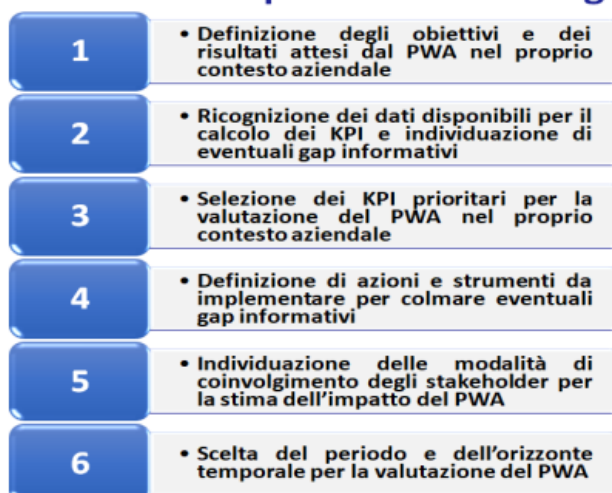 1
• Definizione degli obiettivi e dei
risultati attesi dal PWA nel proprio
contesto aziendale
2
• Ricognizione dei dati disponibili per il
calcolo dei KPI e individuazione di
eventuali gap informativi
3
• Selezione dei KPI prioritari per la
valutazione del PWA nel proprio
contesto aziendale
4
• Definizione di azioni e strumenti da
implementare per colmare eventuali
gap informativi
5
• Individuazione delle modalità di
coinvolgimento degli stakeholder per
la stima dell'impatto del PWA
6
• Scelta del periodo e dell'orizzonte
temporale per la valutazione del PWA